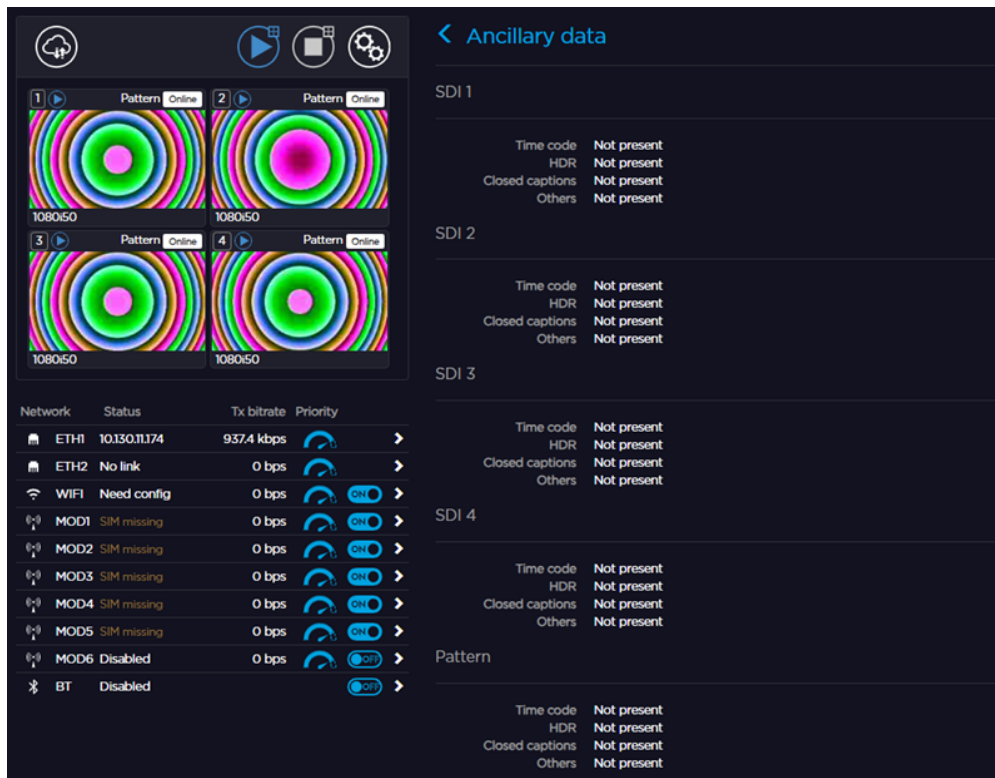 1 Pattern Online
2 Pattern Online
1080i50
1080i50
3 Pattern Online
4 Pattern Online
1080i50
1080i50
Network Status Tx bitrate Priority
ETH1 10.130.11.174 937.4 kbps
ETH2 No link 0 bps
WIFI Need config 0 bps ON
MOD1 SIM missing 0 bps ON
MOD2 SIM missing 0 bps ON
MOD3 SIM missing 0 bps ON
MOD4 SIM missing 0 bps ON
MOD5 SIM missing 0 bps ON
MOD6 Disabled 0 bps OFF
BT Disabled OFF
Ancillary data
SDI 1
Time code Not present
HDR Not present
Closed captions Not present
Others Not present
SDI 2
Time code Not present
HDR Not present
Closed captions Not present
Others Not present
SDI 3
Time code Not present
HDR Not present
Closed captions Not present
Others Not present
SDI 4
Time code Not present
HDR Not present
Closed captions Not present
Others Not present
Pattern
Time code Not present
HDR Not present
Closed captions Not present
Others Not present